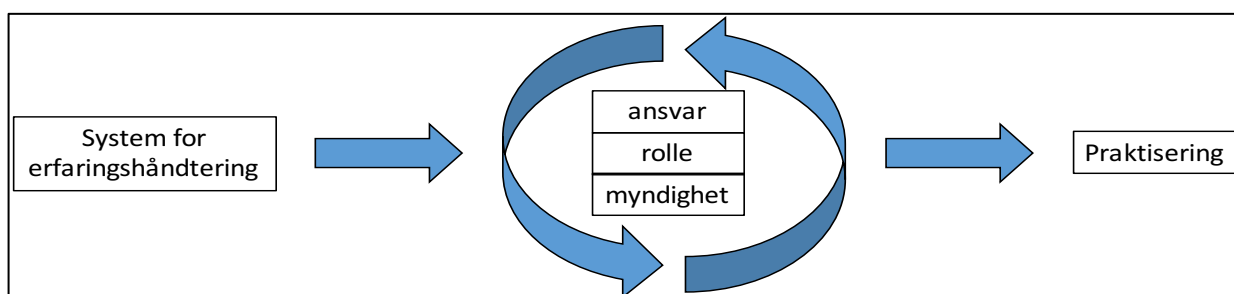 System for
erfaringshåndtering
ansvar
rolle
myndighet
Praktisering